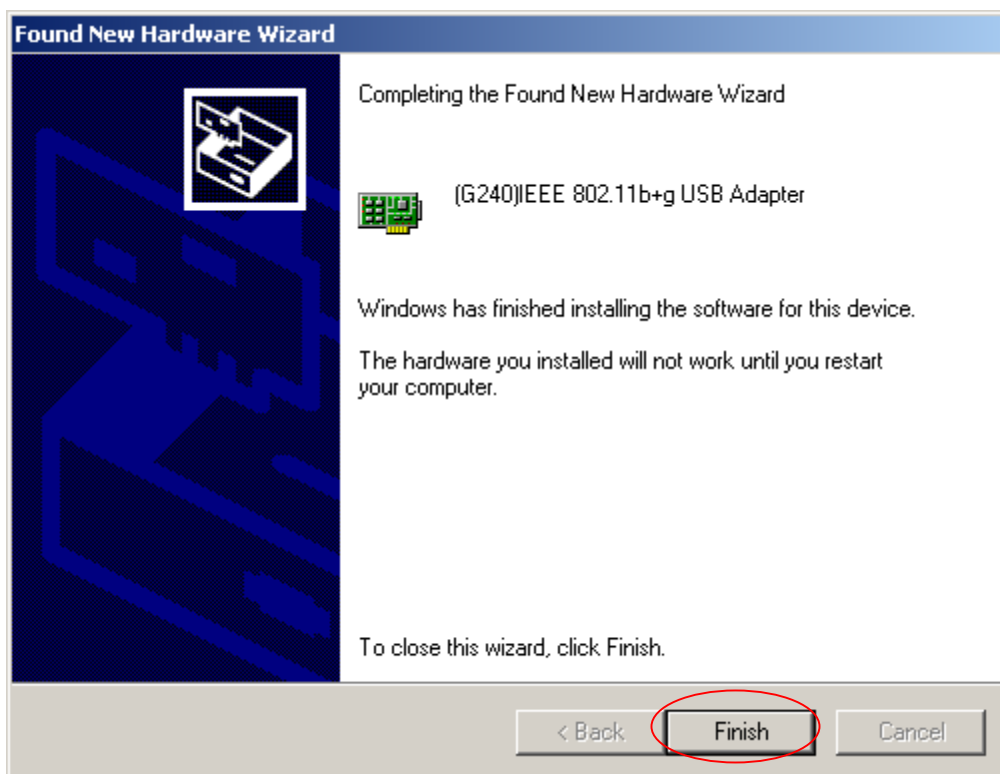 Found New Hardware Wizard
Completing the Found New Hardware Wizard
(G240)IEEE 802.11b+g USB Adapter
Windows has finished installing the software for this device.
The hardware you installed will not work until you restart
your computer.
To close this wizard, click Finish.
< Back
Finish
Cancel